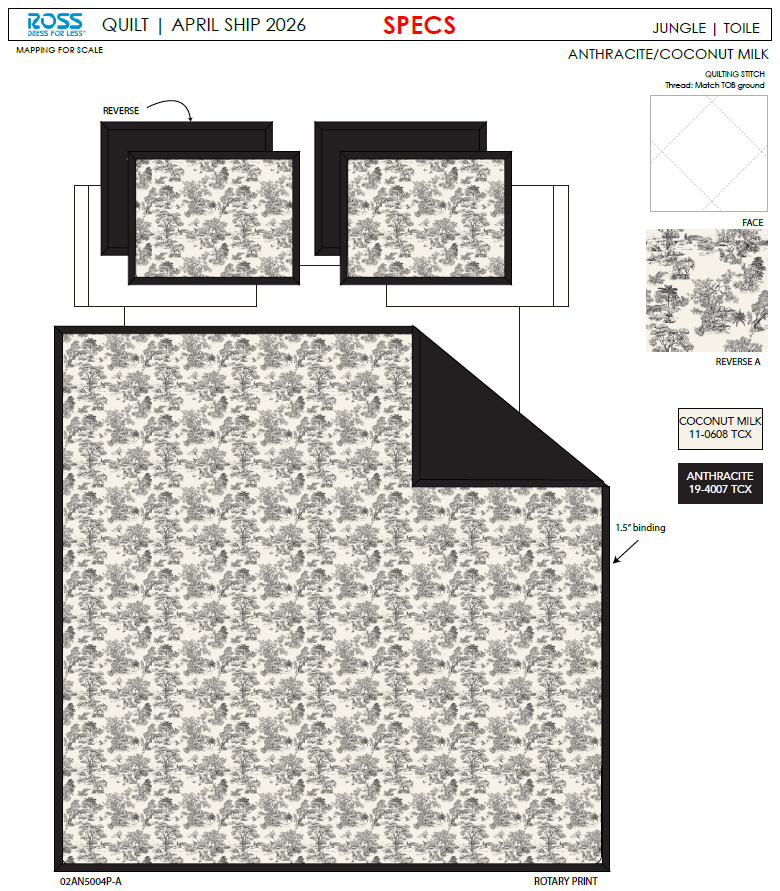 ROSS
DRESS FOR LESS
QUILT | APRIL SHIP 2026
SPECS
JUNGLE | TOILE
MAPPING FOR SCALE
ANTHRACITE/COCONUT MILK
QUILTING STITCH
Thread: Match TOB ground
REVERSE
FACE
REVERSE A
COCONUT MILK
11-0608 TCX
ANTHRACITE
19-4007 TCX
1.5" binding
02AN5004P-A
ROTARY PRINT